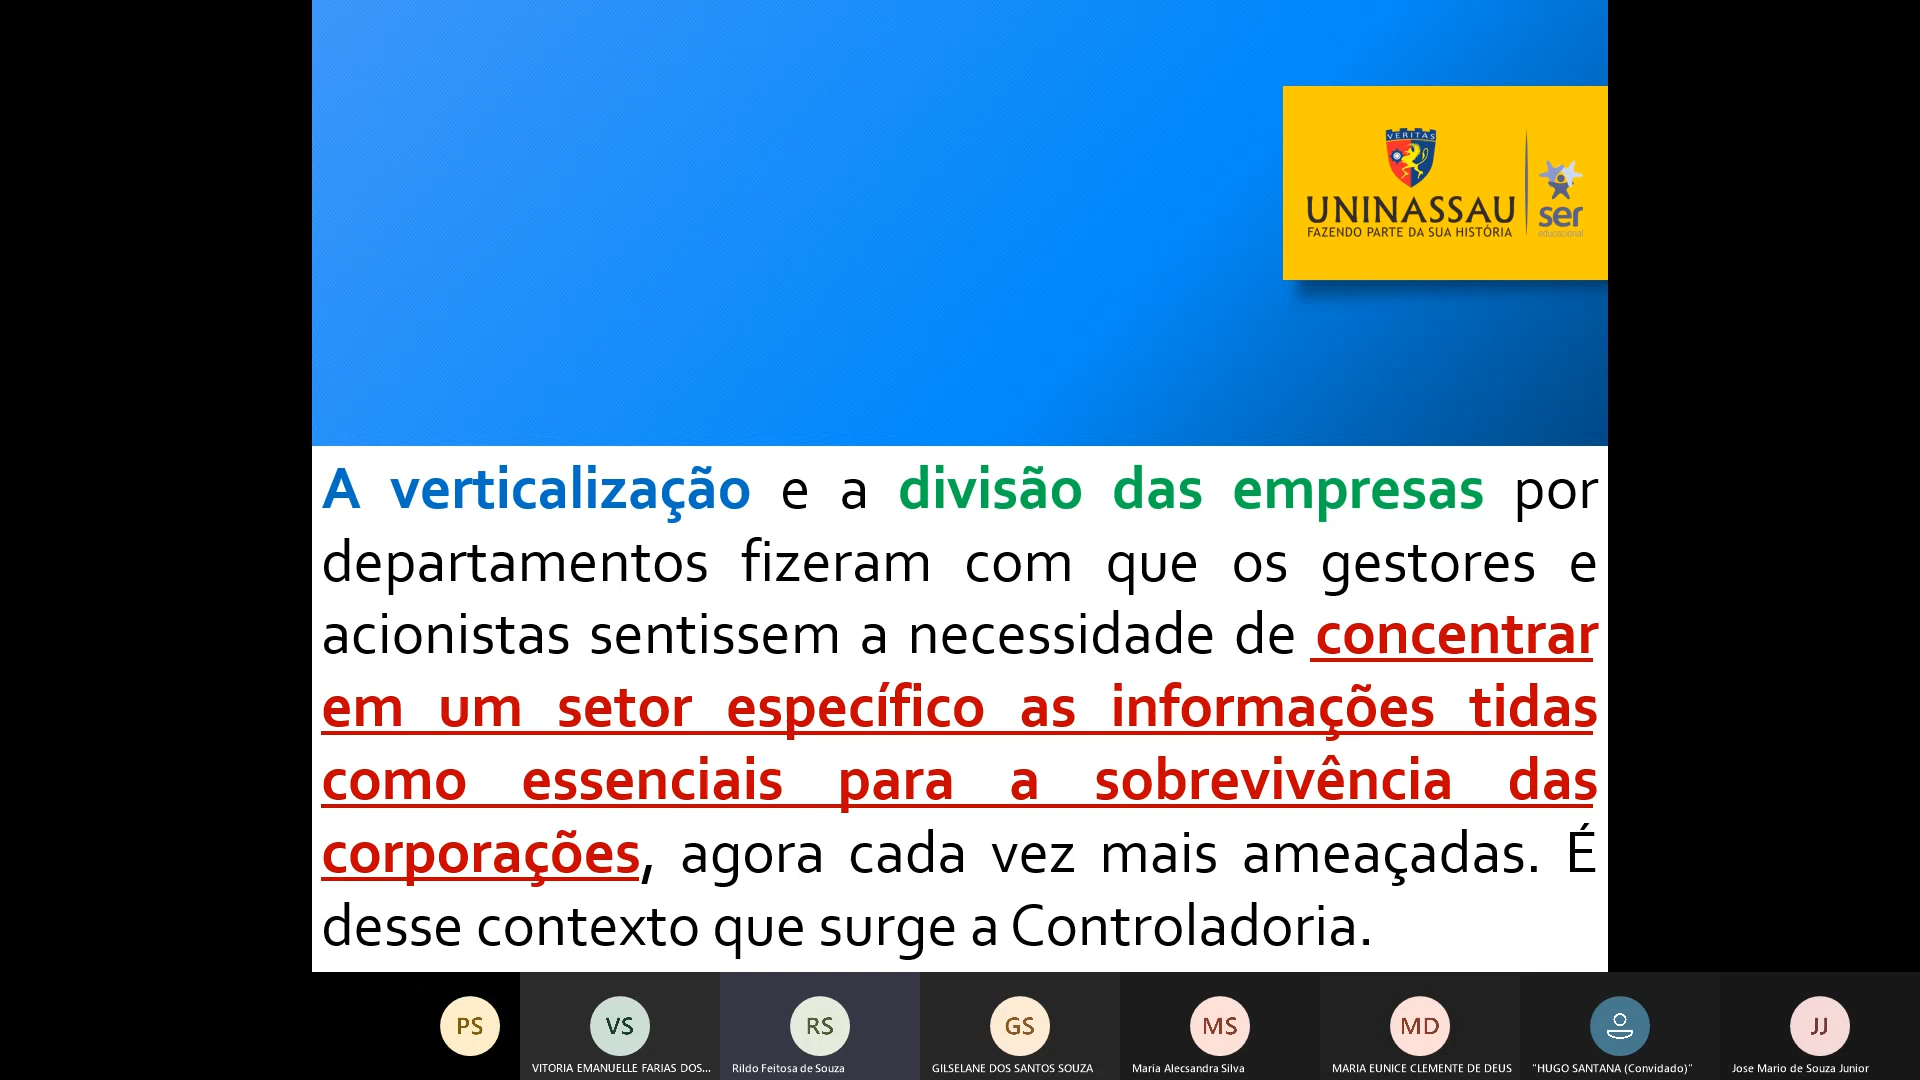 VERITAS
UNINASSAU
FAZENDO PARTE DA SUA HISTÓRIA
ser
educacional
A verticalização e a divisão das empresas por
departamentos fizeram com que os gestores e
acionistas sentissem a necessidade de concentrar
em um setor específico as informações tidas
como essenciais para a sobrevivência das
corporações, agora cada vez mais ameaçadas. É
desse contexto que surge a Controladoria.
PS
VS
RS
GS
MS
MD
JJ
VITORIA EMANUELLE FARIAS DOS...
Rildo Feitosa de Souza
GILSELANE DOS SANTOS SOUZA
Maria Alecsandra Silva
MARIA EUNICE CLEMENTE DE DEUS
"HUGO SANTANA (Convidado)"
Jose Mario de Souza Junior